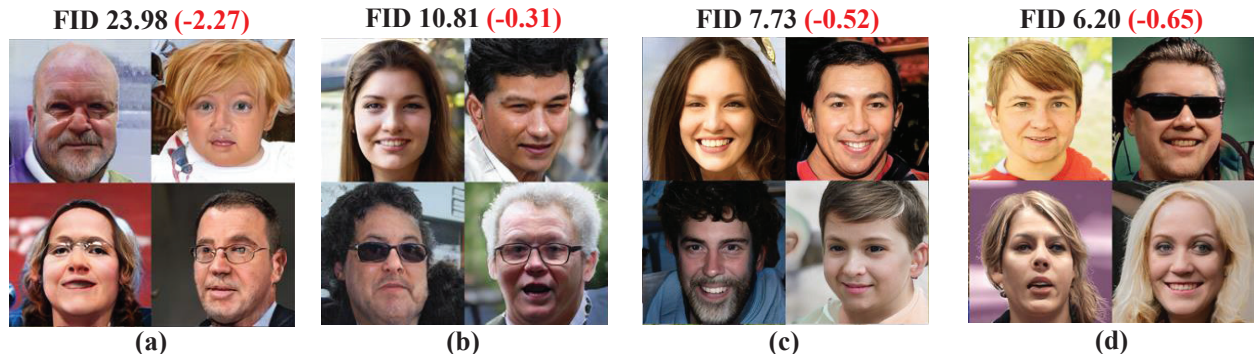 FID 23.98 (-2.27)
FID 10.81 (-0.31)
FID 7.73 (-0.52)
FID 6.20 (-0.65)
(a)
(b)
(c)
(d)